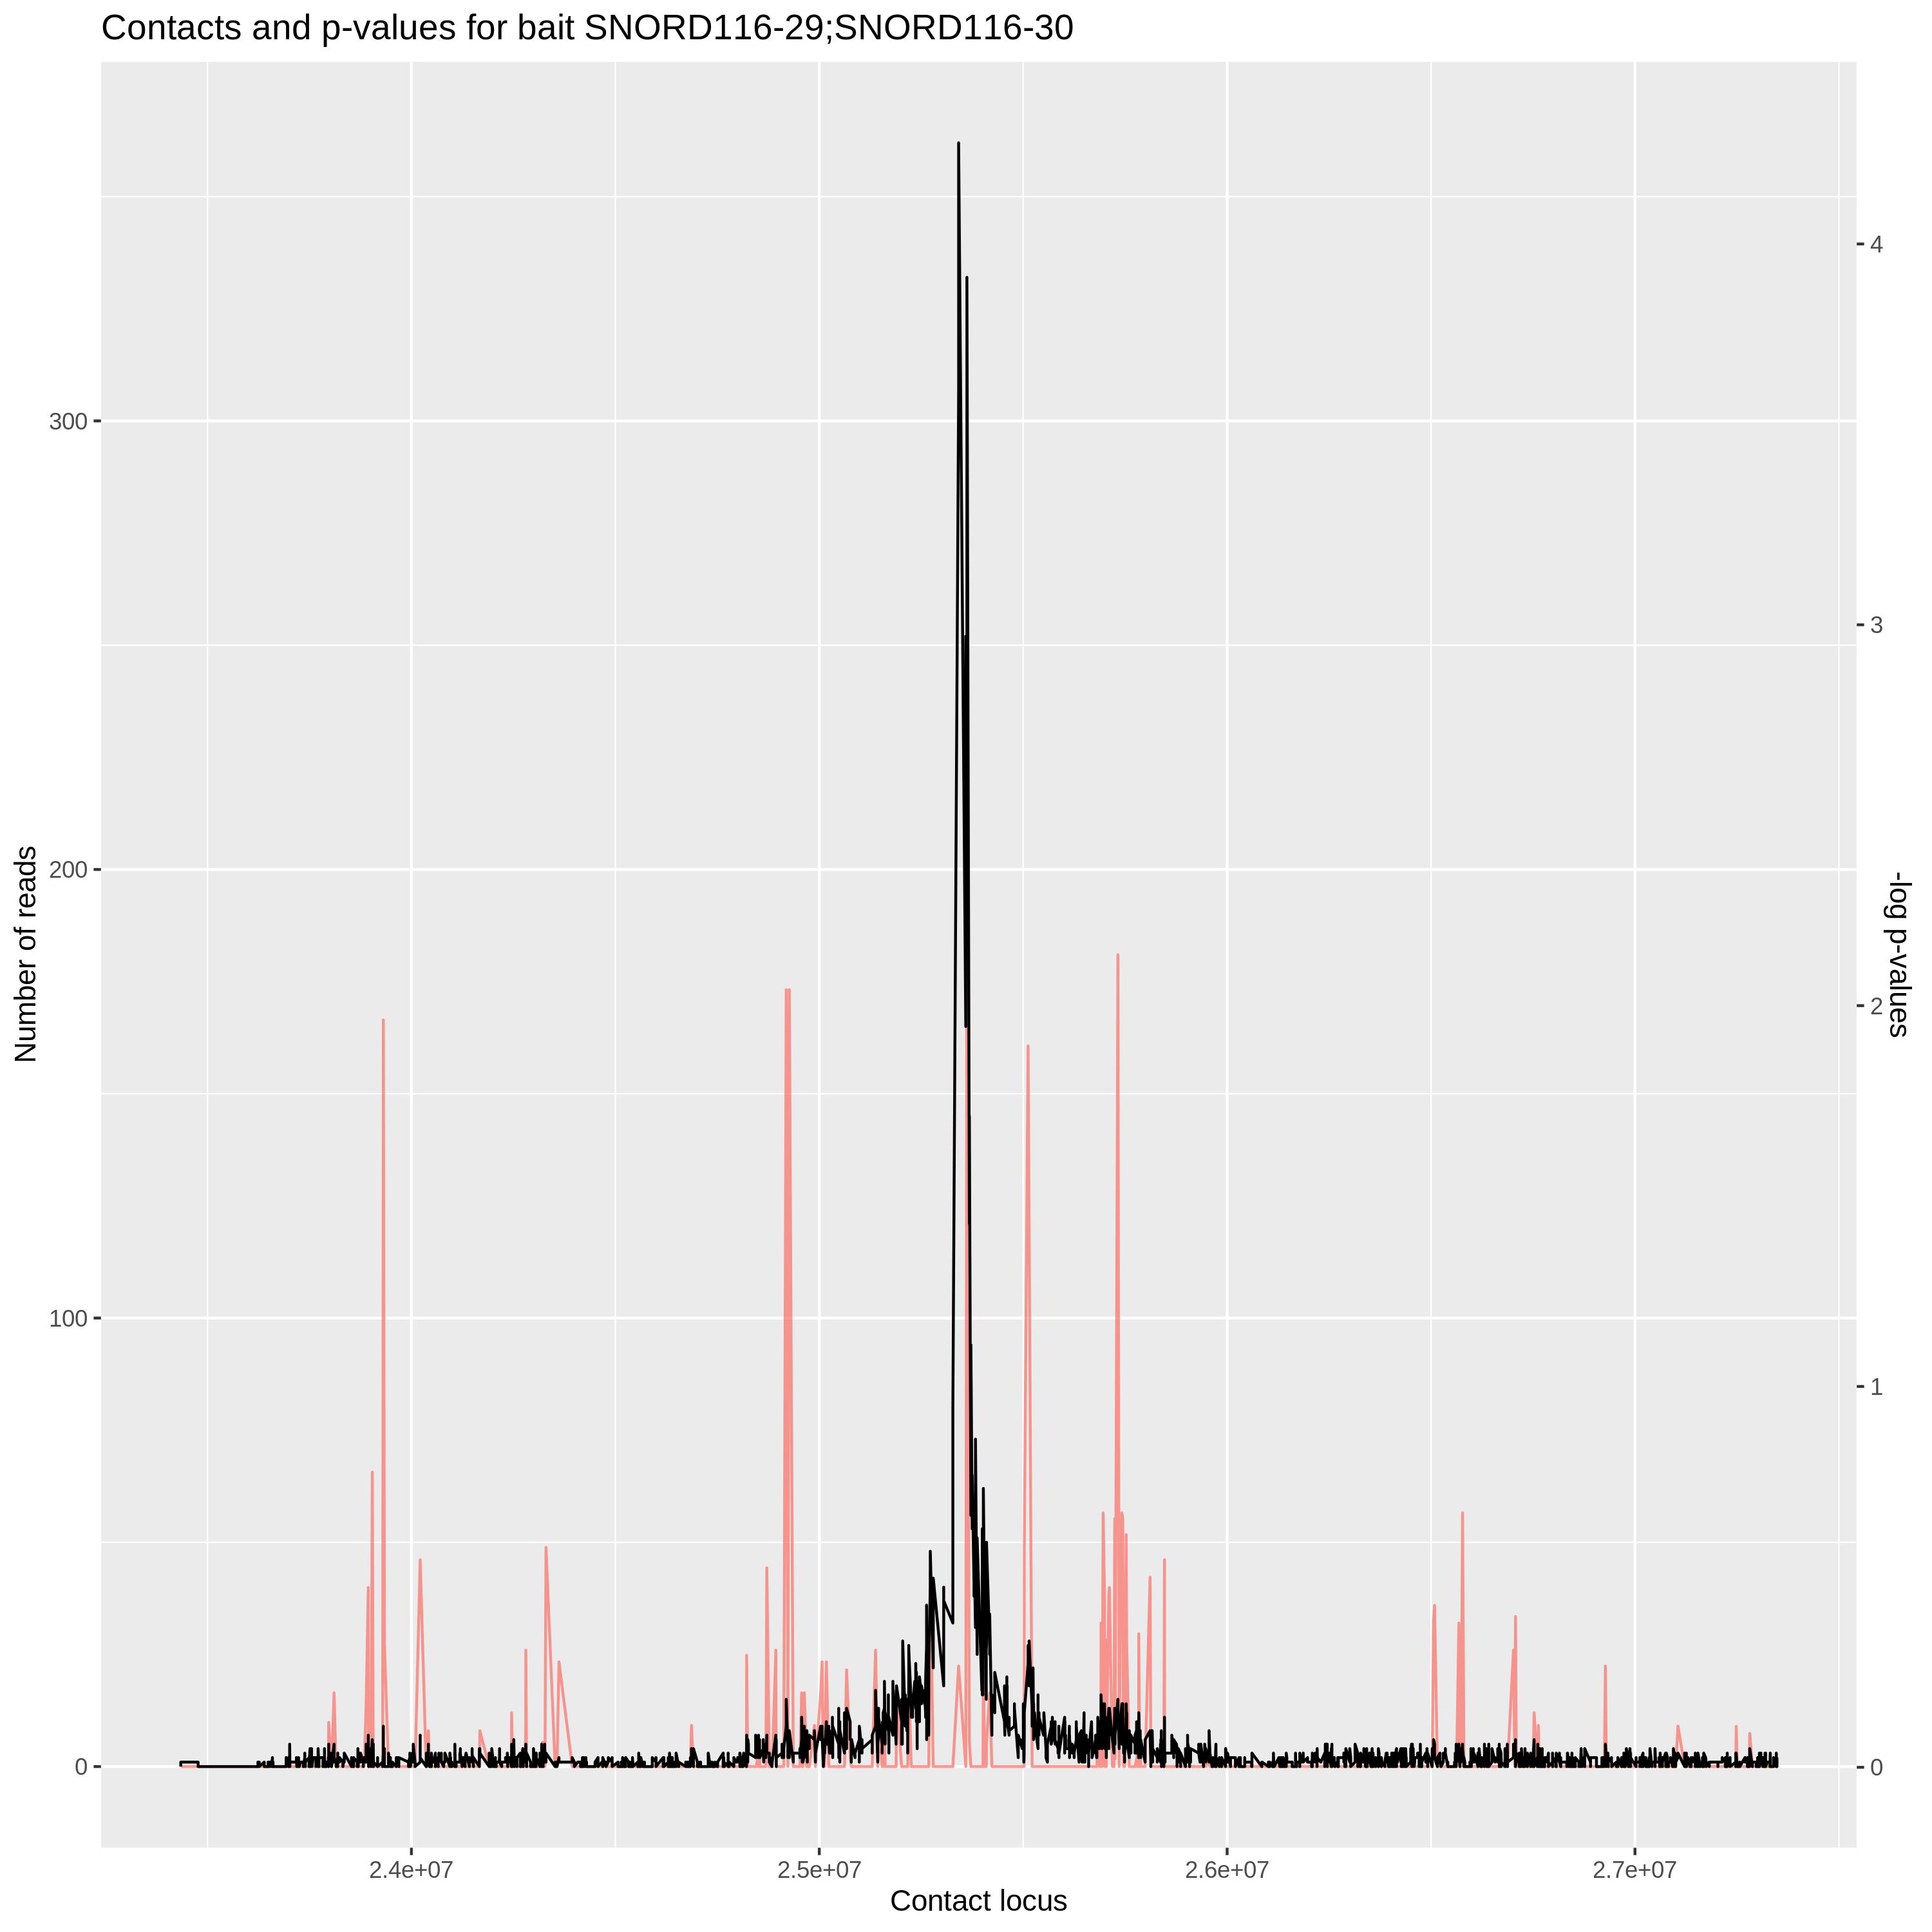 Contacts and p-values for bait SNORD116-29;SNORD116-30
Number of reads
300
200
100
0
4
3
2
1
0
-log p-values
2.4e+07 2.5e+07 2.6e+07 2.7e+07
Contact locus